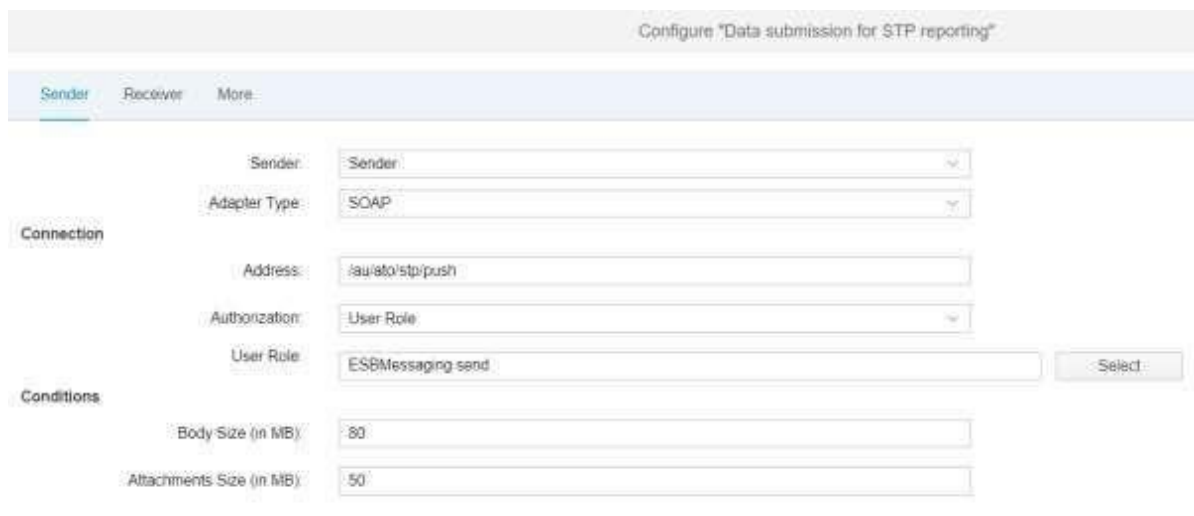 Configure "Data submission for STP reporting"
Sender Receiver More
Sender: Sender
Adapter Type: SOAP
Connection
Address: /au/ato/stp/push
Authorization: User Role
User Role: ESBMessaging.send Select
Conditions
Body Size (in MB): 80
Attachments Size (in MB): 50